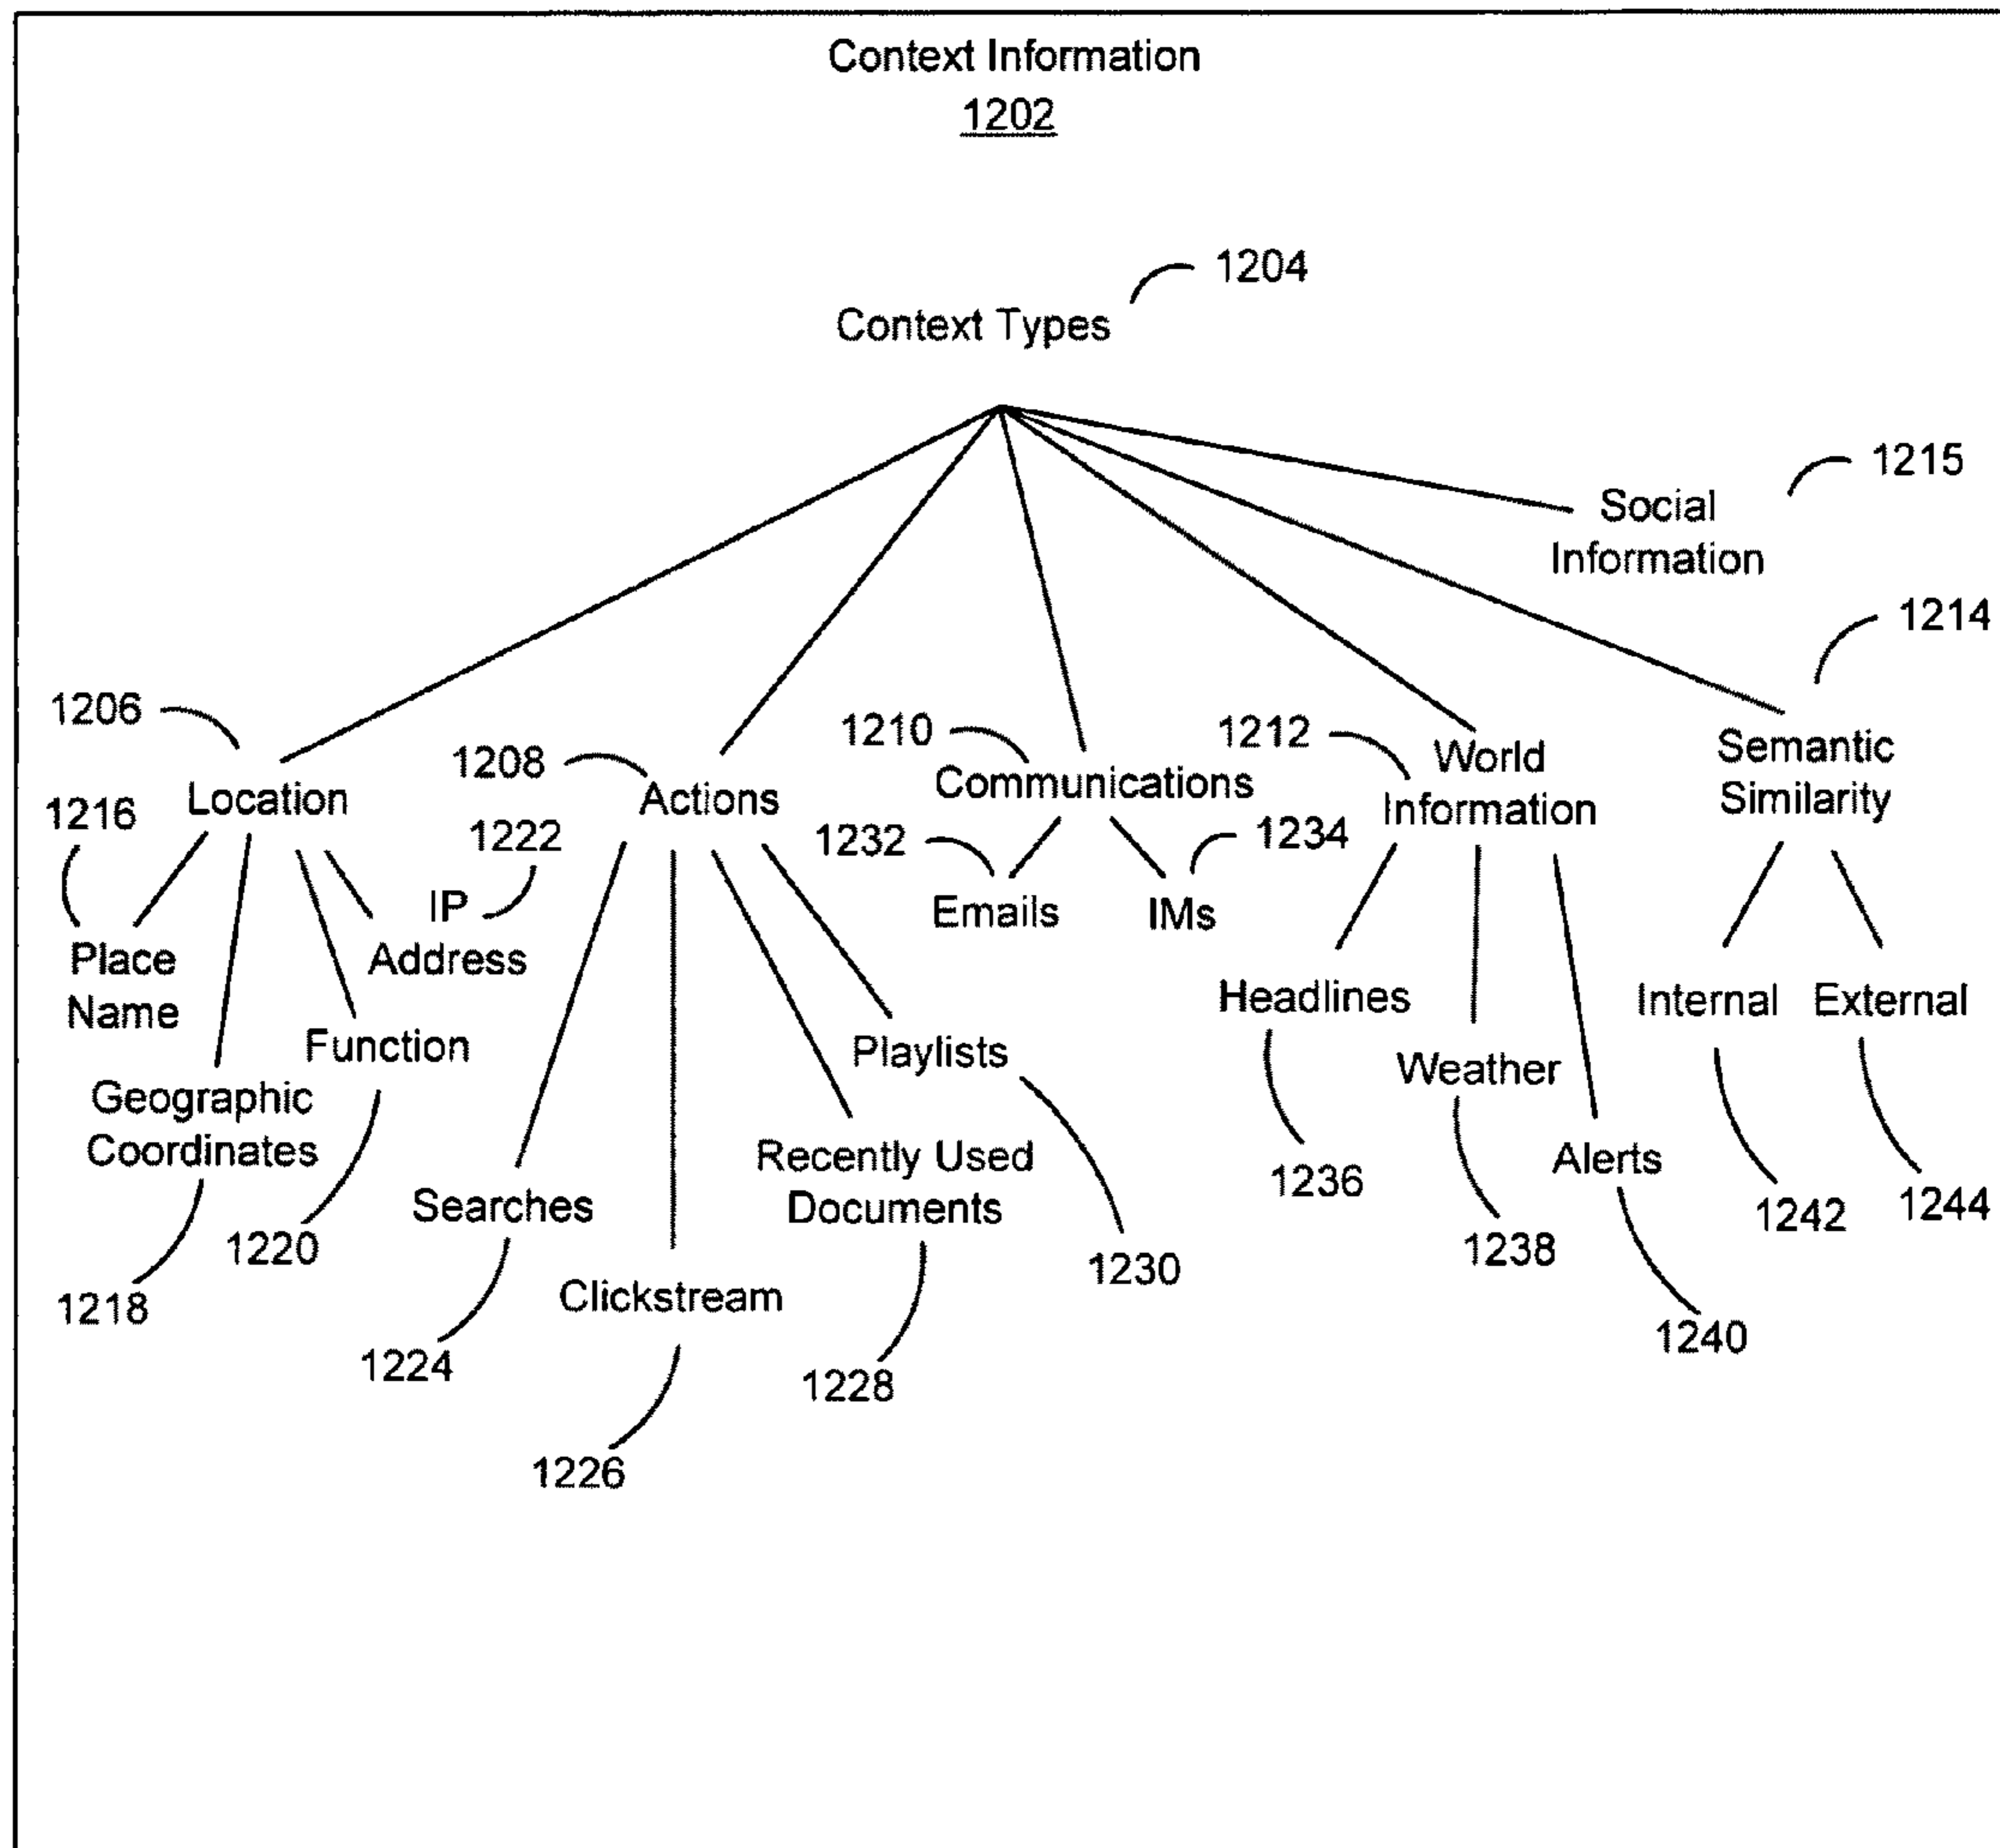 Context Information
1202
1204
Context Types
1215
Social
Information
1214
1206
Location
1208
Actions
1210
Communications
1212
World
Information
Semantic
Similarity
1216
Place
Name
Geographic
Coordinates
1218
Function
1220
1222
IP
Address
Searches
1224
Clickstream
1226
Recently Used
Documents
1228
Playlists
1230
1232
Emails
1234
IMs
Headlines
1236
Weather
1238
Alerts
1240
Internal
1242
External
1244